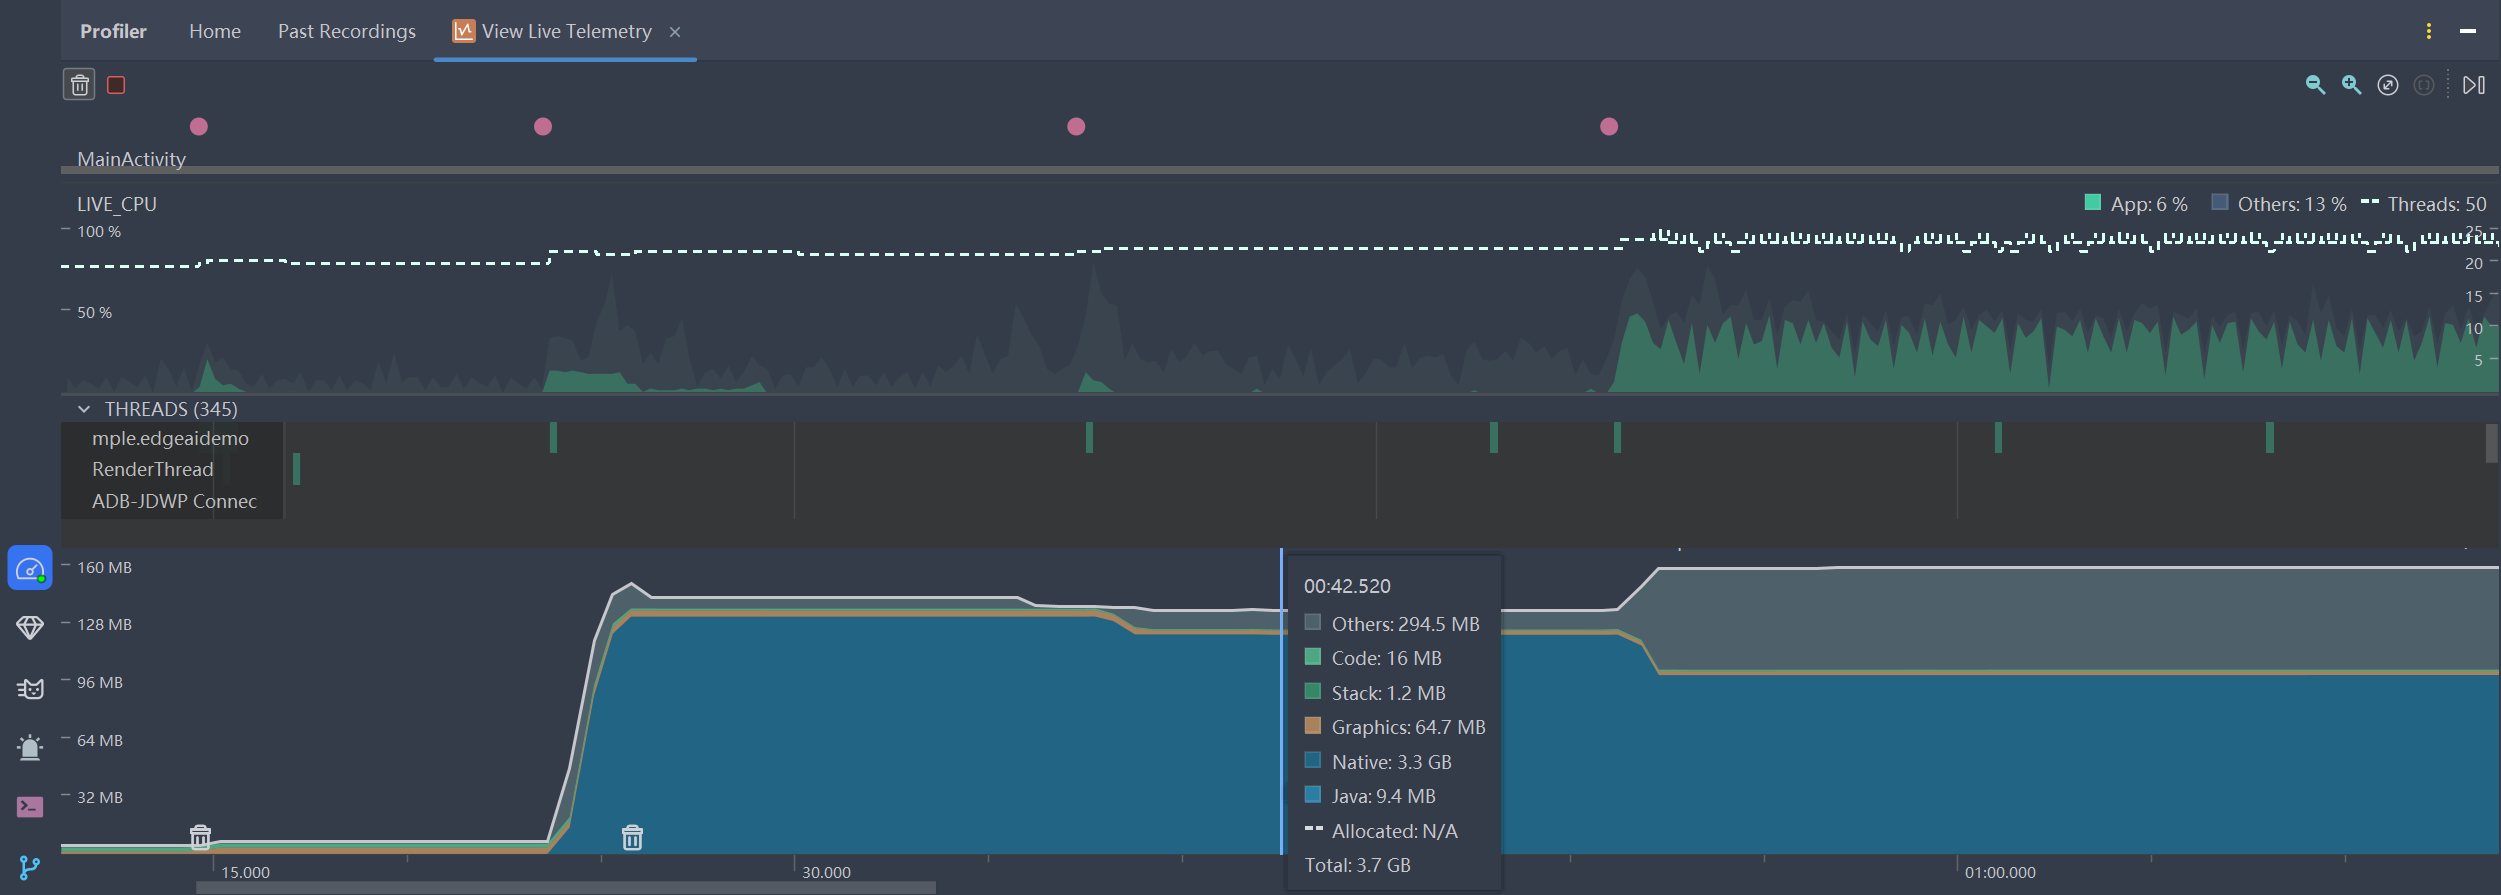 Profiler Home Past Recordings View Live Telemetry
MainActivity
LIVE_CPU
App: 6 % Others: 13 % Threads: 50
100 %
25
20
50 %
15
10
5
THREADS (345)
mple.edgeaidemo
RenderThread
ADB-JDWP Connec
160 MB
128 MB
96 MB
64 MB
32 MB
00:42.520
Others: 294.5 MB
Code: 16 MB
Stack: 1.2 MB
Graphics: 64.7 MB
Native: 3.3 GB
Java: 9.4 MB
Allocated: N/A
Total: 3.7 GB
15.000 30.000 01:00.000